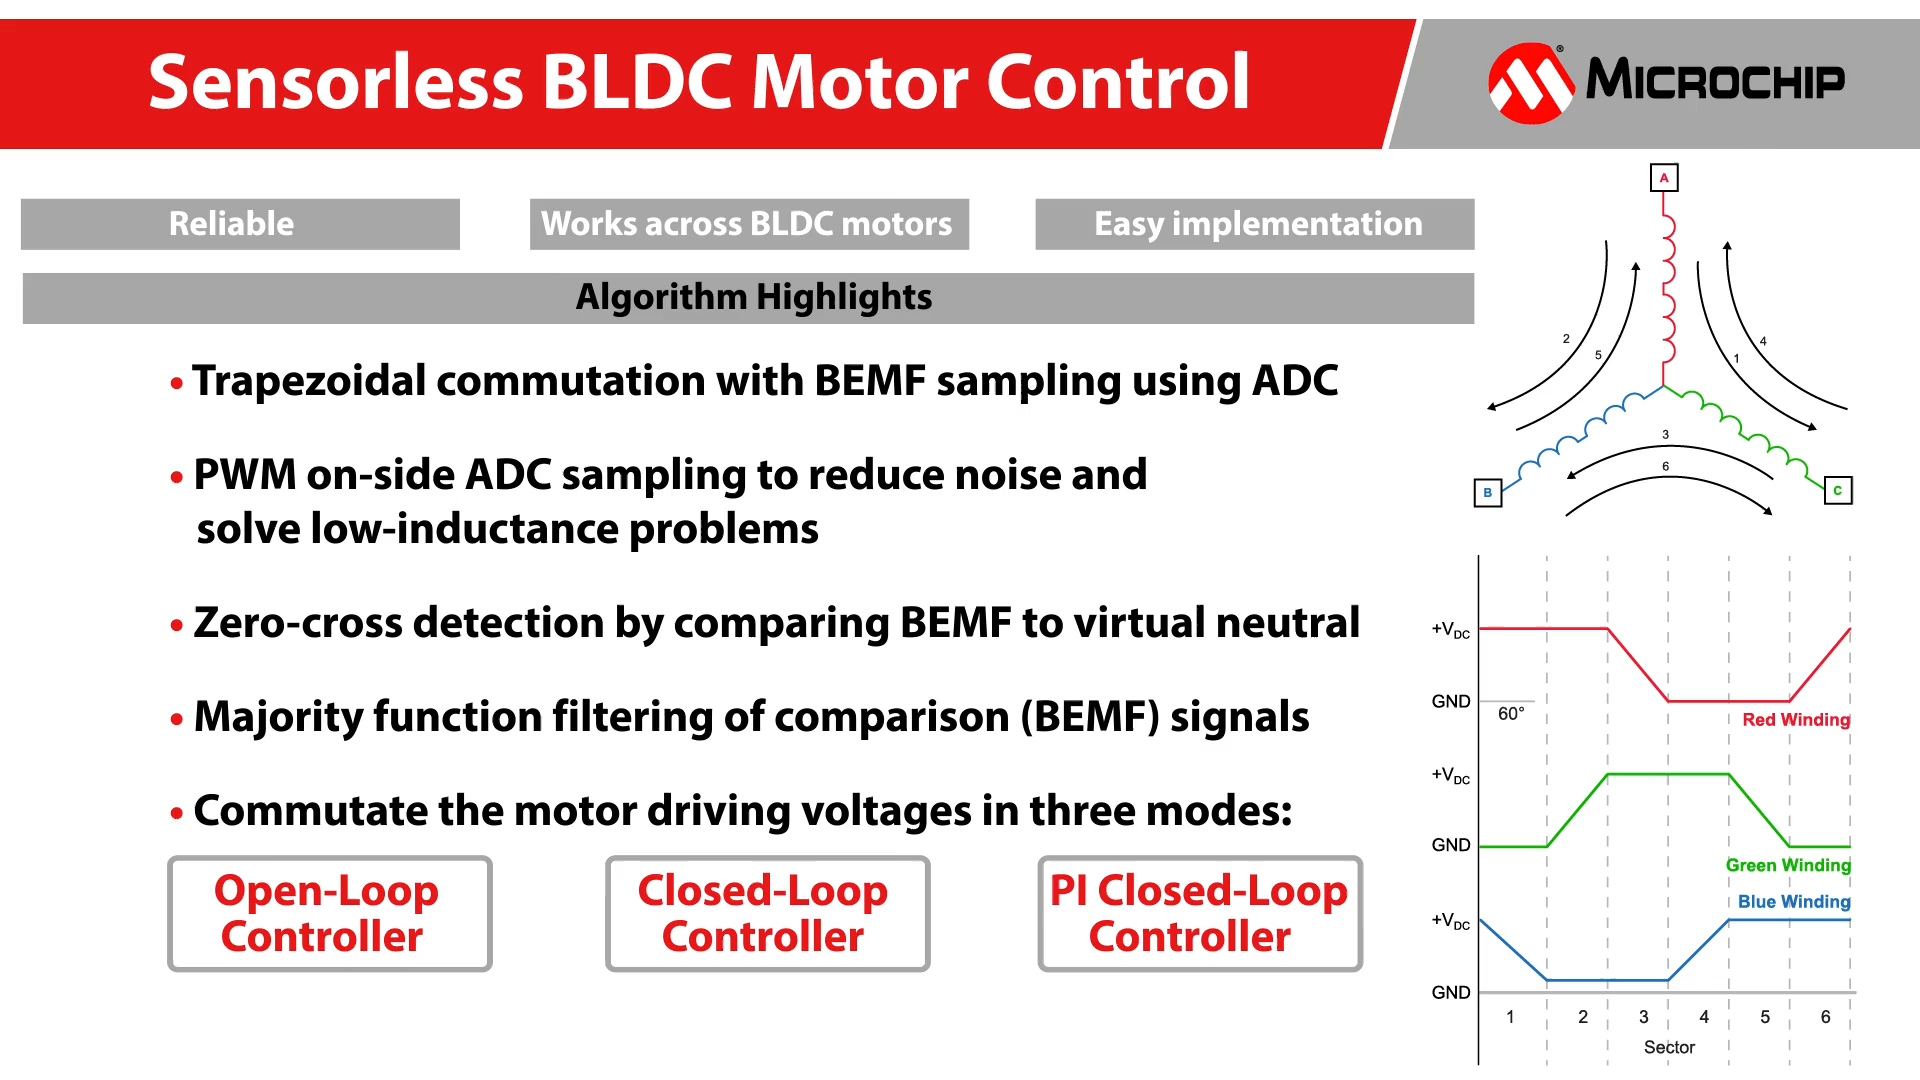 Sensorless BLDC Motor Control
MICROCHIP
®
Reliable
Works across BLDC motors
Easy implementation
Algorithm Highlights
• Trapezoidal commutation with BEMF sampling using ADC
• PWM on-side ADC sampling to reduce noise and
solve low-inductance problems
• Zero-cross detection by comparing BEMF to virtual neutral
• Majority function filtering of comparison (BEMF) signals
• Commutate the motor driving voltages in three modes:
Open-Loop
Controller
Closed-Loop
Controller
PI Closed-Loop
Controller
A
2
5
1
4
3
6
B
C
+VDC
GND
60°
Red Winding
+VDC
GND
Green Winding
Blue Winding
+VDC
GND
1 2 3 4 5 6
Sector